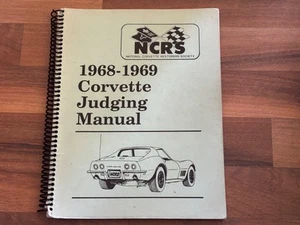 NCRS
NATIONAL CORVETTE RESTORERS SOCIETY
1968-1969
Corvette
Judging
Manual